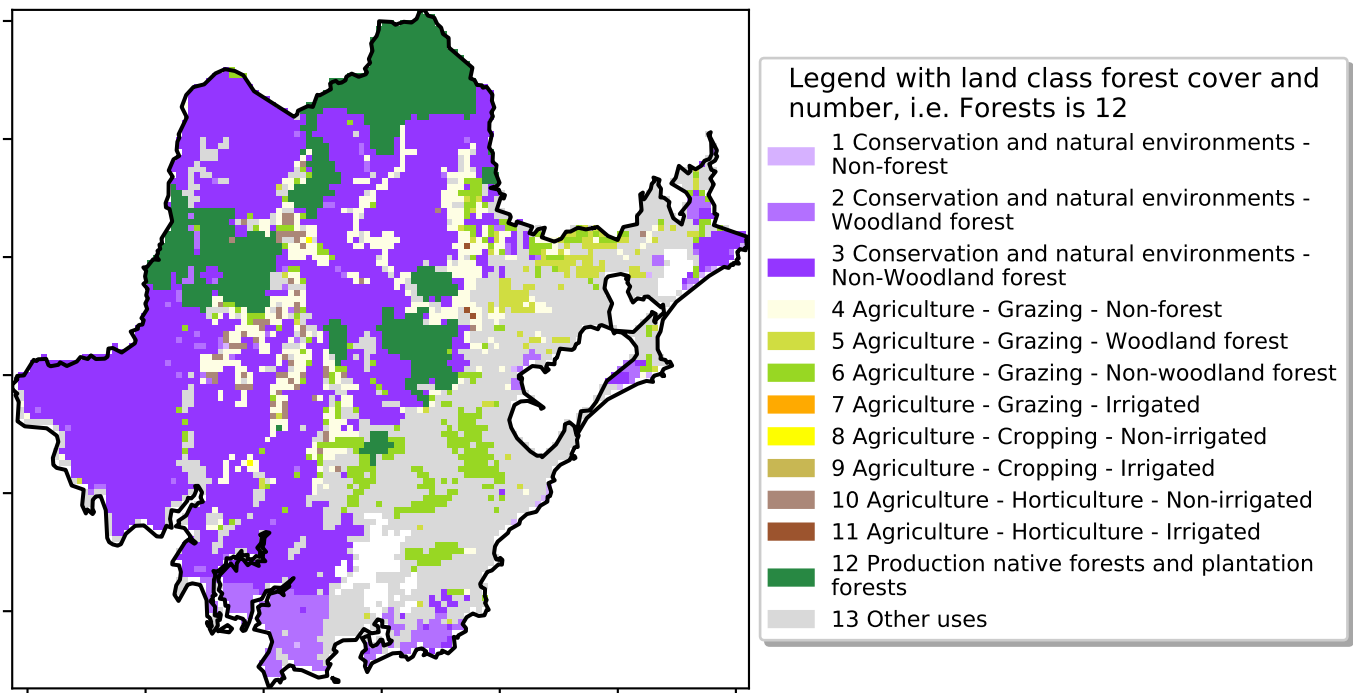 Legend with land class forest cover and
number, i.e. Forests is 12
1 Conservation and natural environments -
Non-forest
2 Conservation and natural environments -
Woodland forest
3 Conservation and natural environments -
Non-Woodland forest
4 Agriculture - Grazing - Non-forest
5 Agriculture - Grazing - Woodland forest
6 Agriculture - Grazing - Non-woodland forest
7 Agriculture - Grazing - Irrigated
8 Agriculture - Cropping - Non-irrigated
9 Agriculture - Cropping - Irrigated
10 Agriculture - Horticulture - Non-irrigated
11 Agriculture - Horticulture - Irrigated
12 Production native forests and plantation
forests
13 Other uses